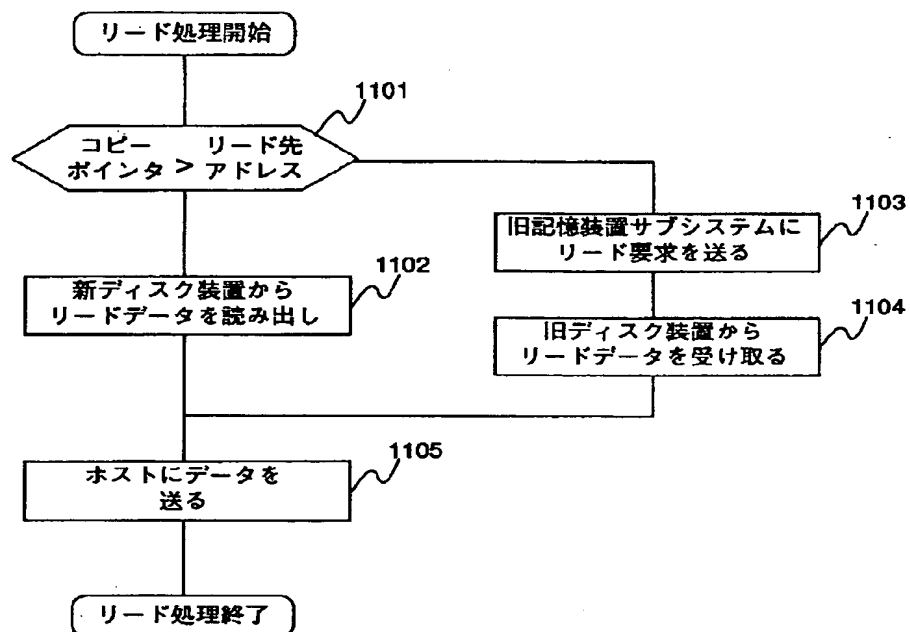 リード処理開始
1101
コピー
ポインタ
>
リード先
アドレス
1103
旧記憶装置サブシステムに
リード要求を送る
1102
新ディスク装置から
リードデータを読み出し
1104
旧ディスク装置から
リードデータを受け取る
1105
ホストにデータを
送る
リード処理終了